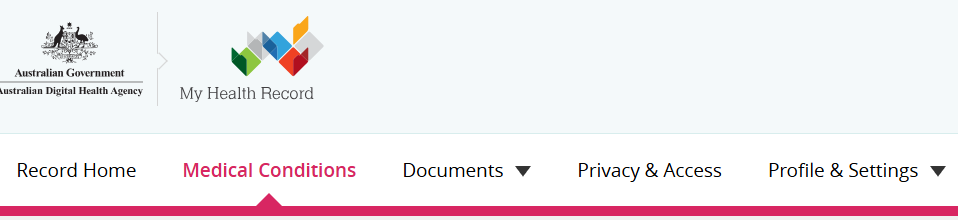 Australian Government
Australian Digital Health Agency
My Health Record
Record Home
Medical Conditions
Documents
Privacy & Access
Profile & Settings